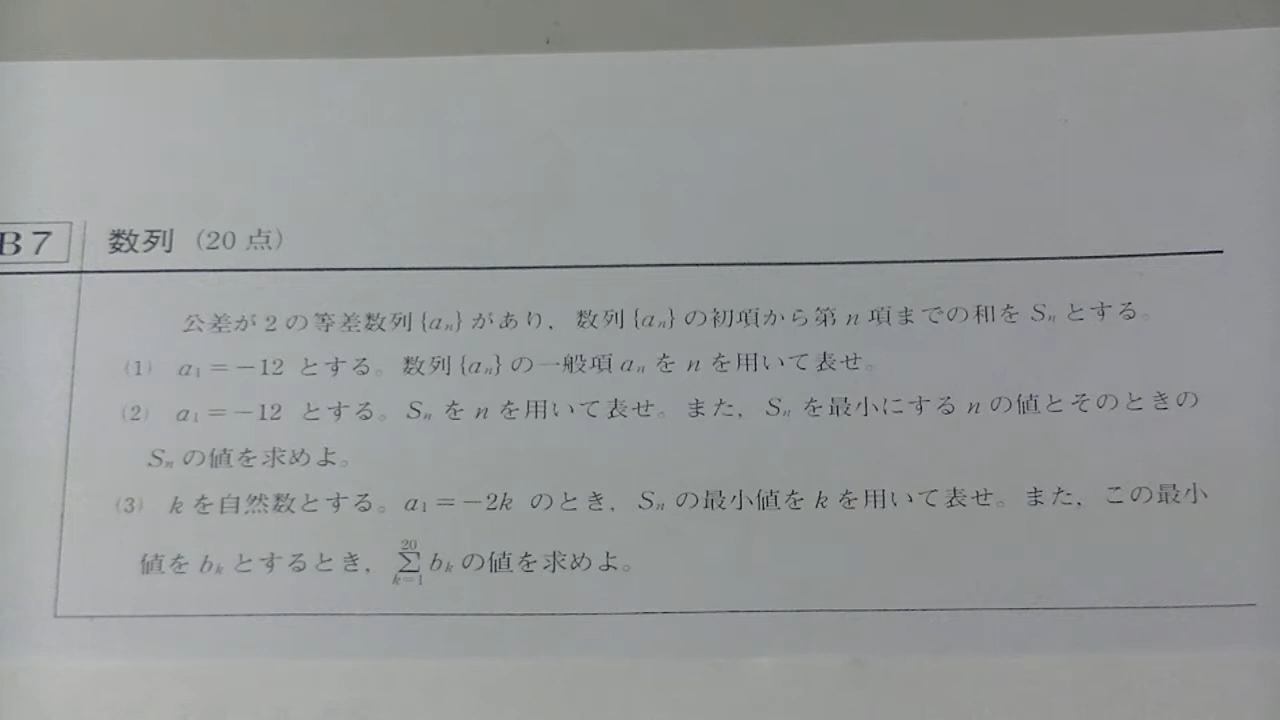 B7 数列 (20点)
公差が2の等差数列{aₙ}があり，数列{aₙ}の初項から第n項までの和をSₙとする。
(1) a₁=−12 とする。数列{aₙ}の一般項aₙをnを用いて表せ。
(2) a₁=−12 とする。Sₙをnを用いて表せ。また，Sₙを最小にするnの値とそのときの
Sₙの値を求めよ。
(3) kを自然数とする。a₁=−2k のとき，Sₙの最小値をkを用いて表せ。また，この最小
値をbₖとするとき，∑_{k=1}^{20} bₖの値を求めよ。